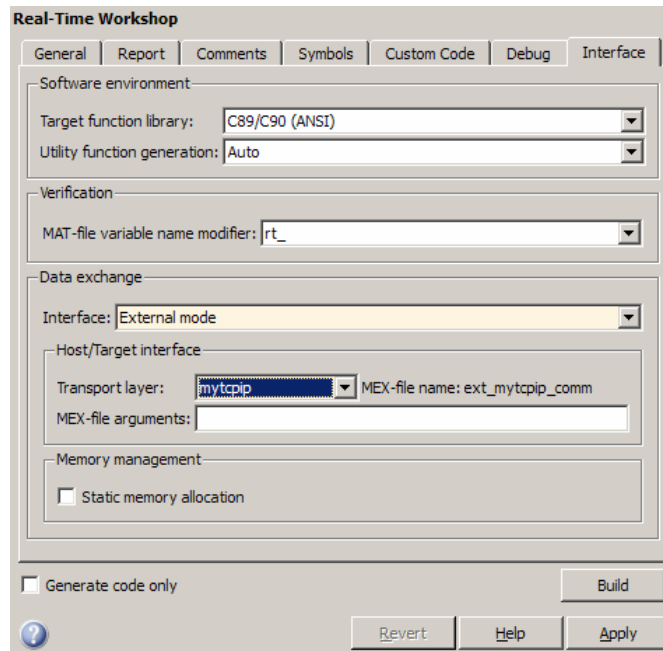 Real-Time Workshop
General Report Comments Symbols Custom Code Debug Interface
Software environment
Target function library: C89/C90 (ANSI)
Utility function generation: Auto
Verification
MAT-file variable name modifier: rt_
Data exchange
Interface: External mode
Host/Target interface
Transport layer: mytcpip MEX-file name: ext_mytcpip_comm
MEX-file arguments:
Memory management
Static memory allocation
Generate code only Build
? Revert Help Apply